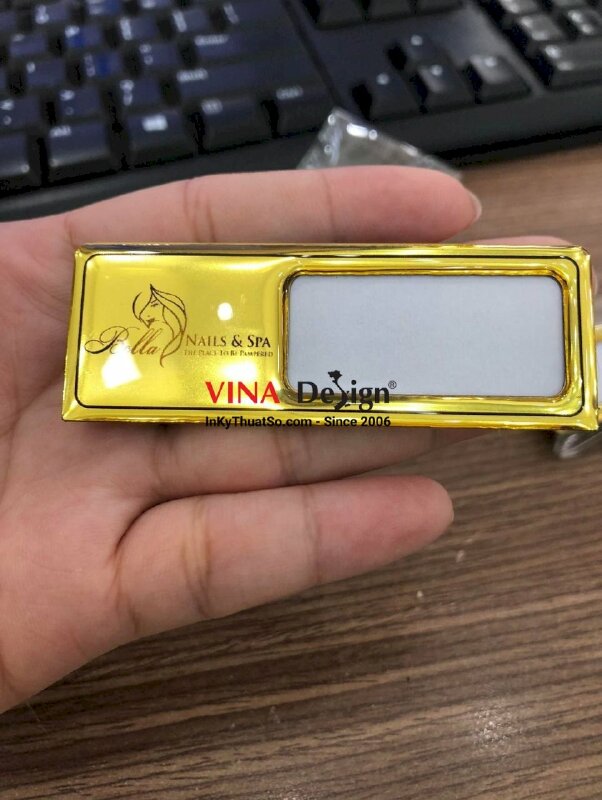 Bella
NAILS & SPA
THE PLACE TO BE PAMPERED
VINA Design®
InKyThuatSo.com - Since 2006